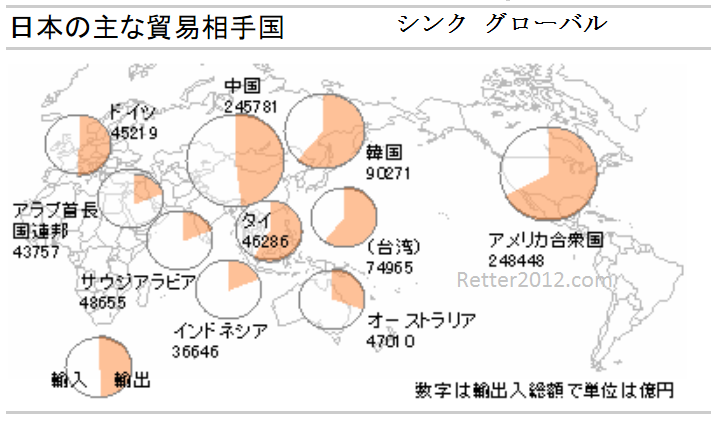 日本の主な貿易相手国
シンク グローバル
中国
245781
ドイツ
45219
韓国
90271
アラブ首長
国連邦
43757
タイ
46286
(台湾)
74965
アメリカ合衆国
248448
Retter2012.com
サウジアラビア
48655
インドネシア
36646
オーストラリア
47010
輸入 輸出
数字は輸出入総額で単位は億円